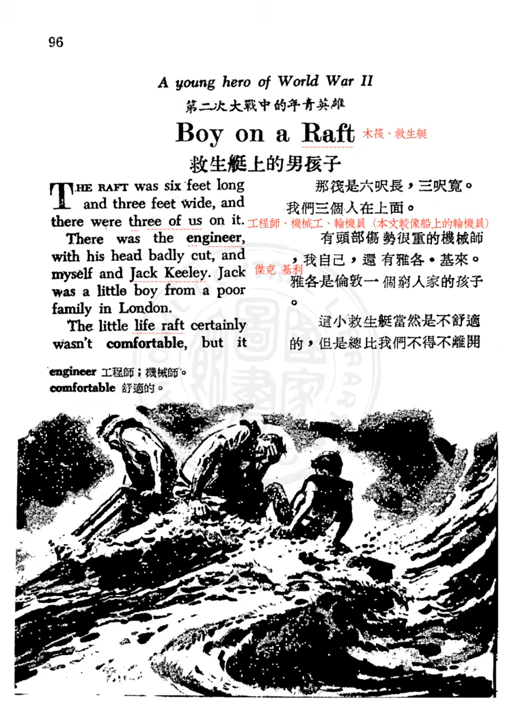 96
A young hero of World War II
第二次大戰中的年青英雄
Boy on a Raft
木筏、救生艇
救生艇上的男孩子
THE RAFT was six feet long
and three feet wide, and
there were three of us on it.
There was the engineer,
with his head badly cut, and
myself and Jack Keeley. Jack
was a little boy from a poor
family in London.
The little life raft certainly
wasn't comfortable, but it
那筏是六呎長，三呎寬。
我們三個人在上面。
工程師、機械工、輪機員（本文較像船上的輪機員）
有頭部傷勢很重的機械師
，我自己，還有雅各·基來。
傑克 基利
雅各是倫敦一個窮人家的孩子
。
這小救生艇當然是不舒適
的，但是總比我們不得不離開
engineer 工程師；機械師。
comfortable 舒適的。